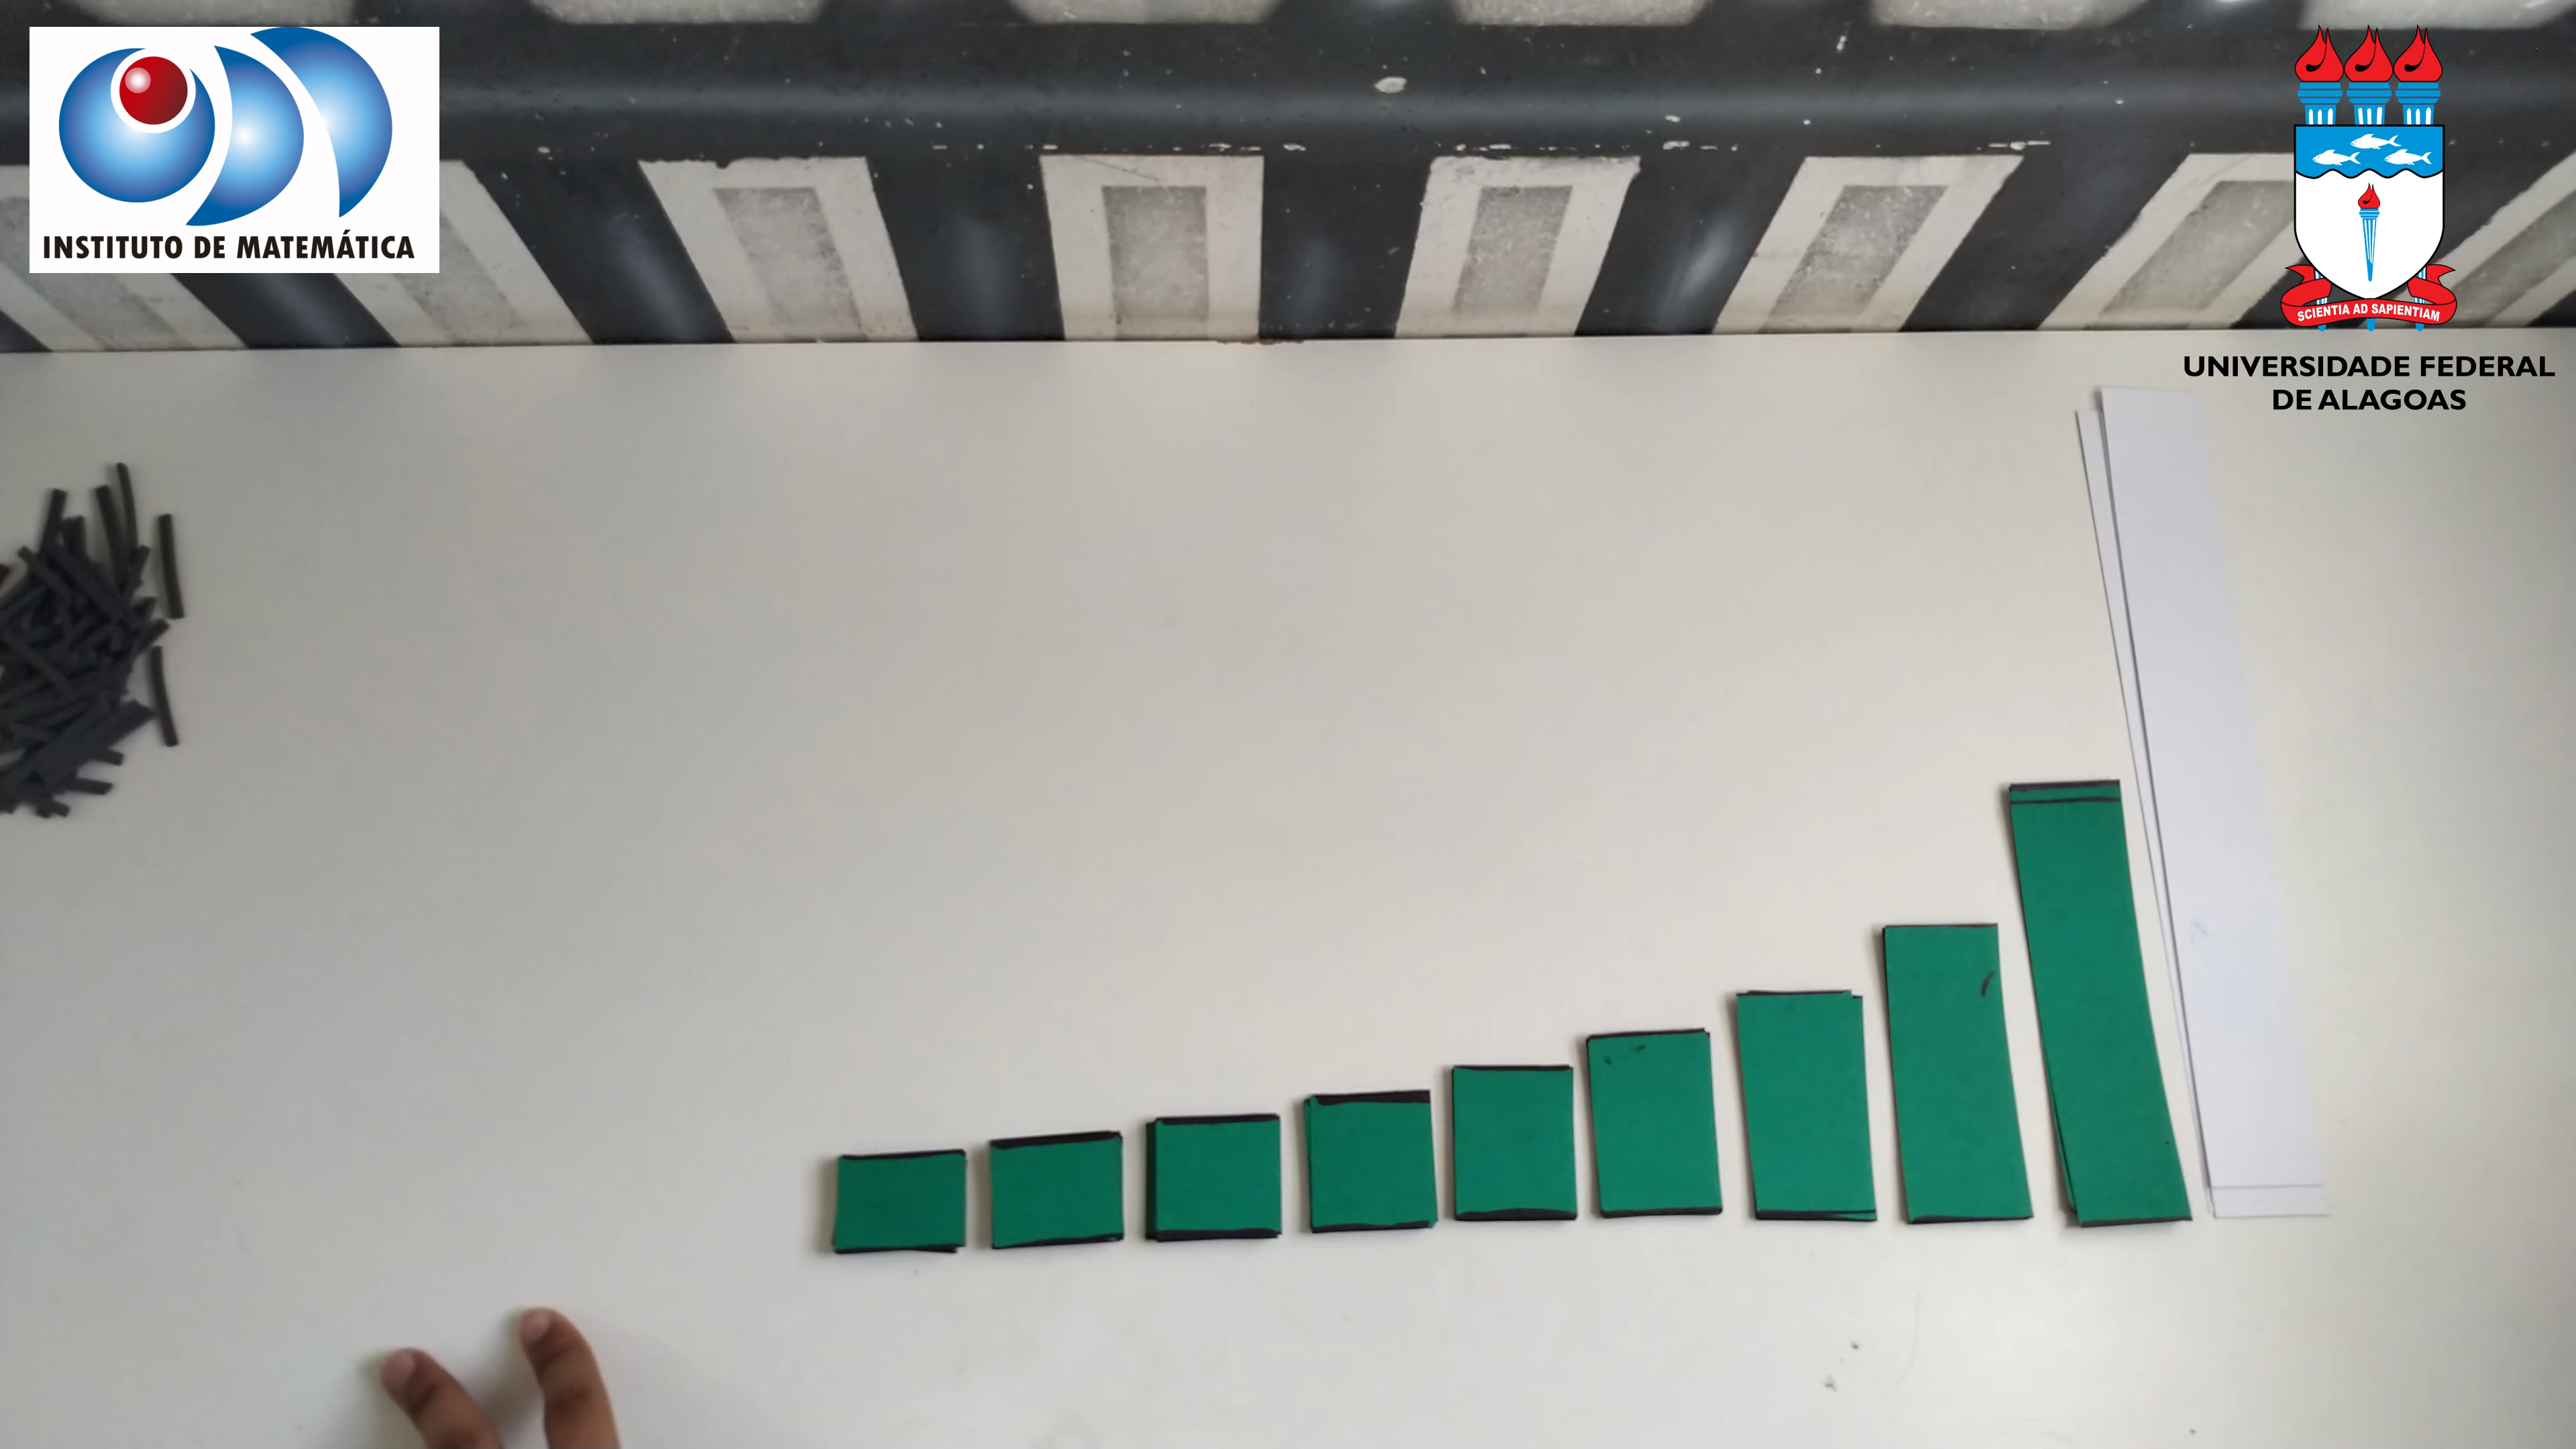 INSTITUTO DE MATEMÁTICA
SCIENTIA AD SAPIENTIAM
UNIVERSIDADE FEDERAL
DE ALAGOAS